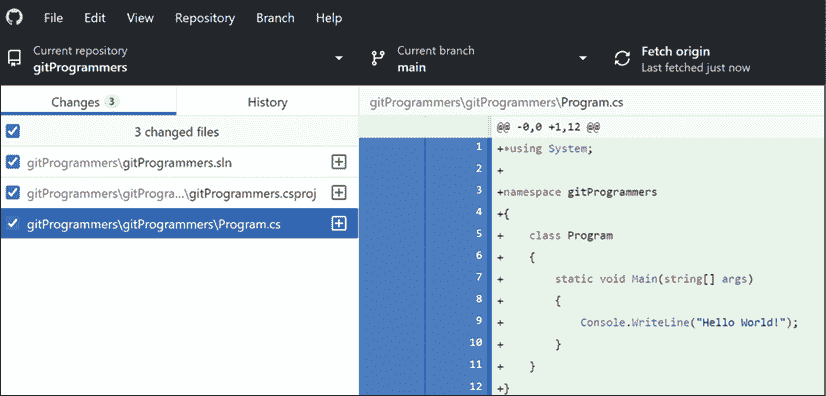 File Edit View Repository Branch Help
Current repository
gitProgrammers
Current branch
main
Fetch origin
Last fetched just now
Changes 3 History
3 changed files
gitProgrammers\gitProgrammers.sln
gitProgrammers\gitProgra...\gitProgrammers.csproj
gitProgrammers\gitProgrammers\Program.cs
gitProgrammers\gitProgrammers\Program.cs
@@ -0,0 +1,12 @@
1 +using System;
2 +
3 +namespace gitProgrammers
4 +{
5 +    class Program
6 +    {
7 +        static void Main(string[] args)
8 +        {
9 +            Console.WriteLine("Hello World!");
10 +        }
11 +    }
12 +}